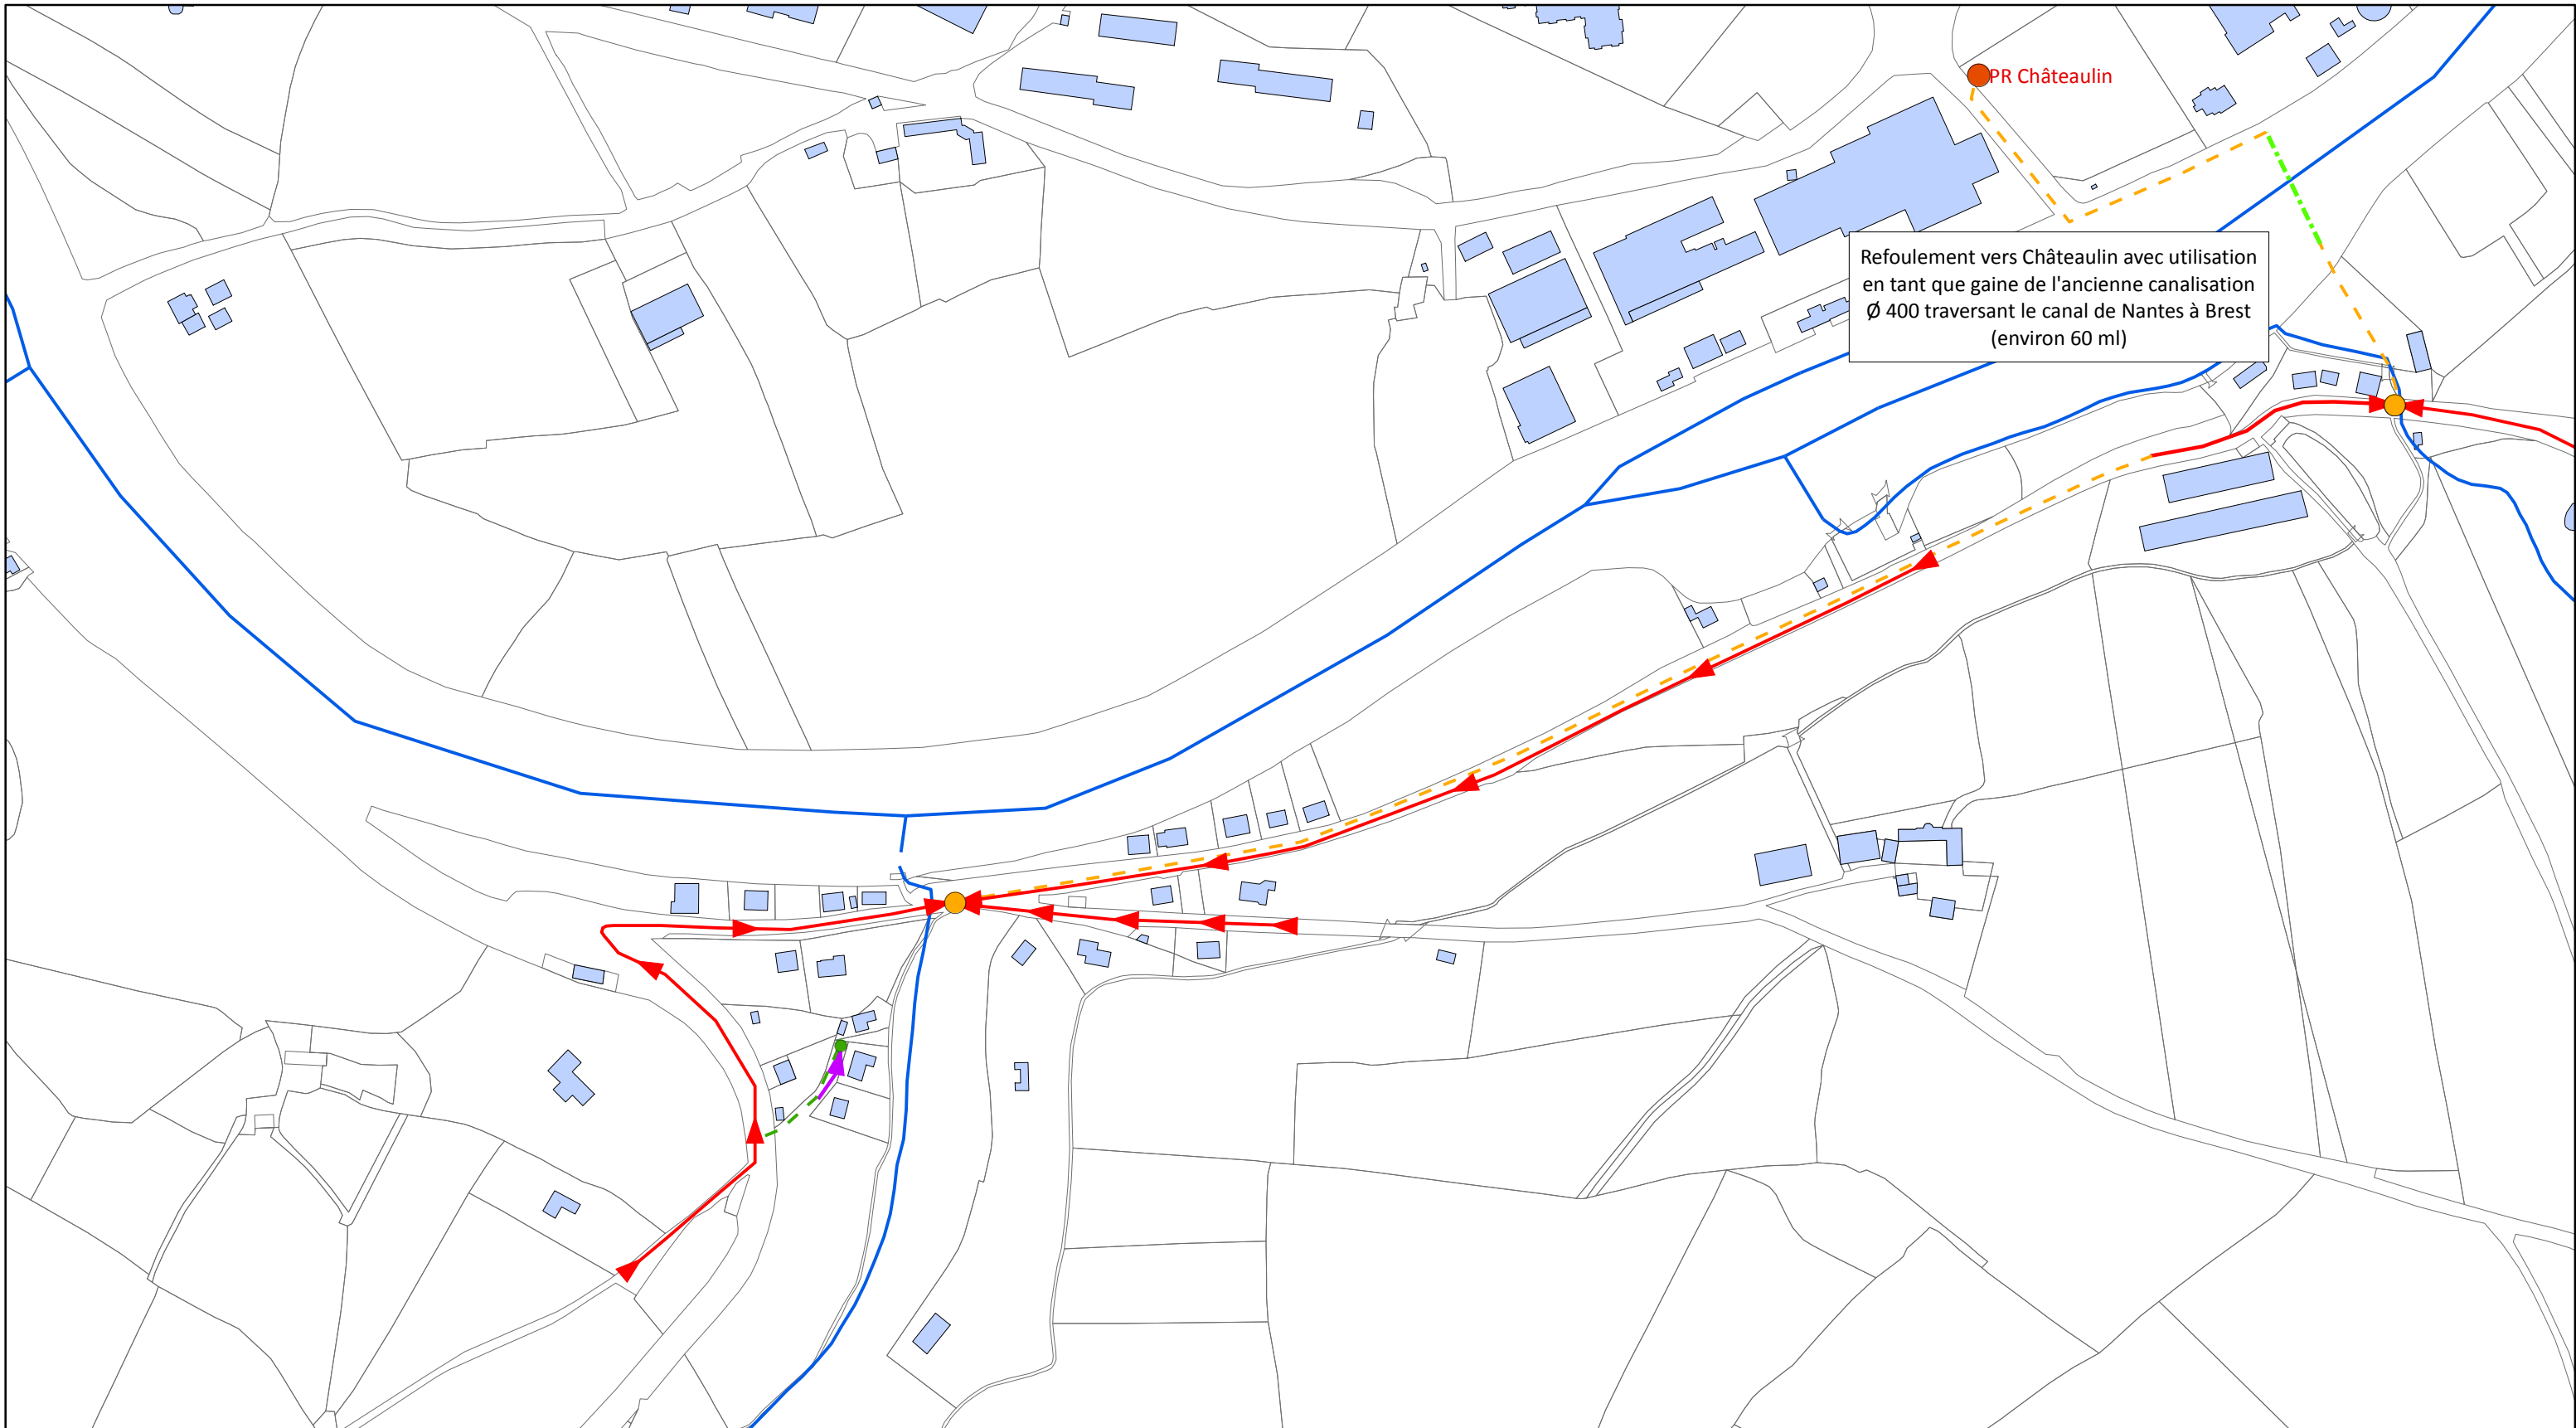 PR Châteaulin
Refoulement vers Châteaulin avec utilisation
en tant que gaine de l'ancienne canalisation
Ø 400 traversant le canal de Nantes à Brest
(environ 60 ml)